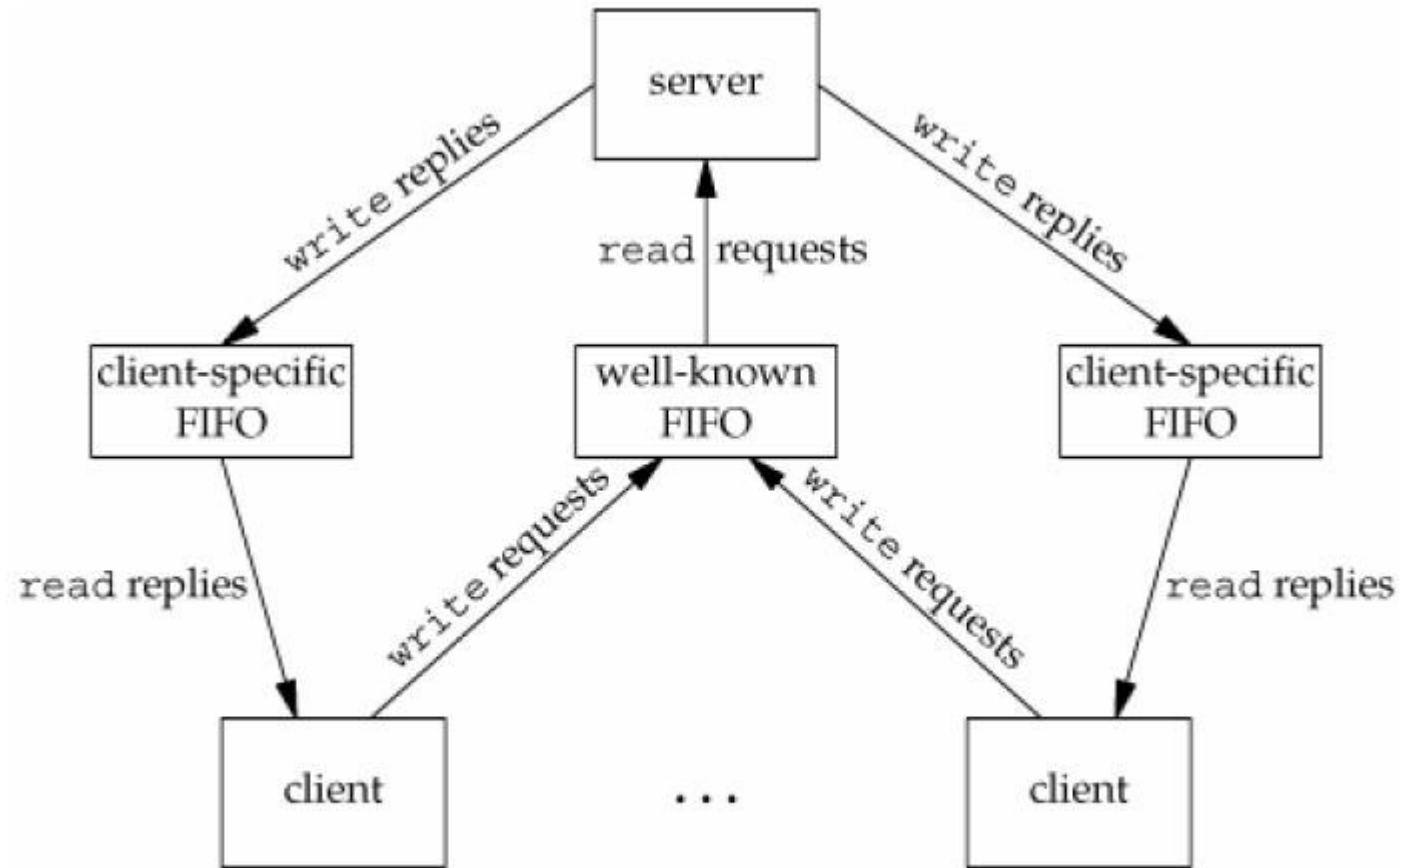 server
write replies
write replies
read requests
client-specific
FIFO
well-known
FIFO
client-specific
FIFO
write requests
write requests
read replies
read replies
client
...
client